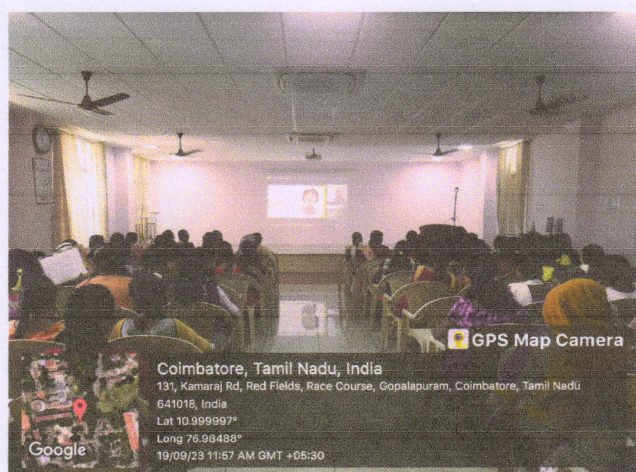 GPS Map Camera
Coimbatore, Tamil Nadu, India
131, Kamaraj Rd, Red Fields, Race Course, Gopalapuram, Coimbatore, Tamil Nadu
641018, India
Lat 10.999997°
Long 76.98488°
19/09/23 11:57 AM GMT +05:30
Google